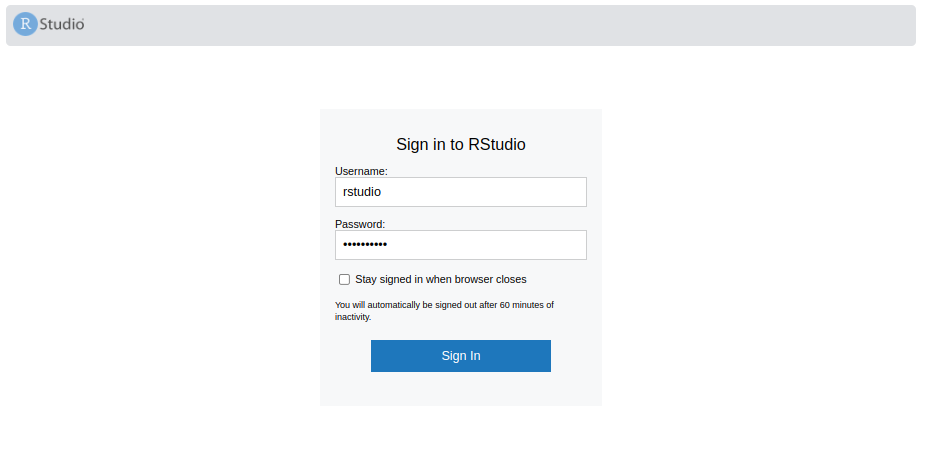 R Studio
Sign in to RStudio
Username:
rstudio
Password:
••••••••••
Stay signed in when browser closes
You will automatically be signed out after 60 minutes of
inactivity.
Sign In